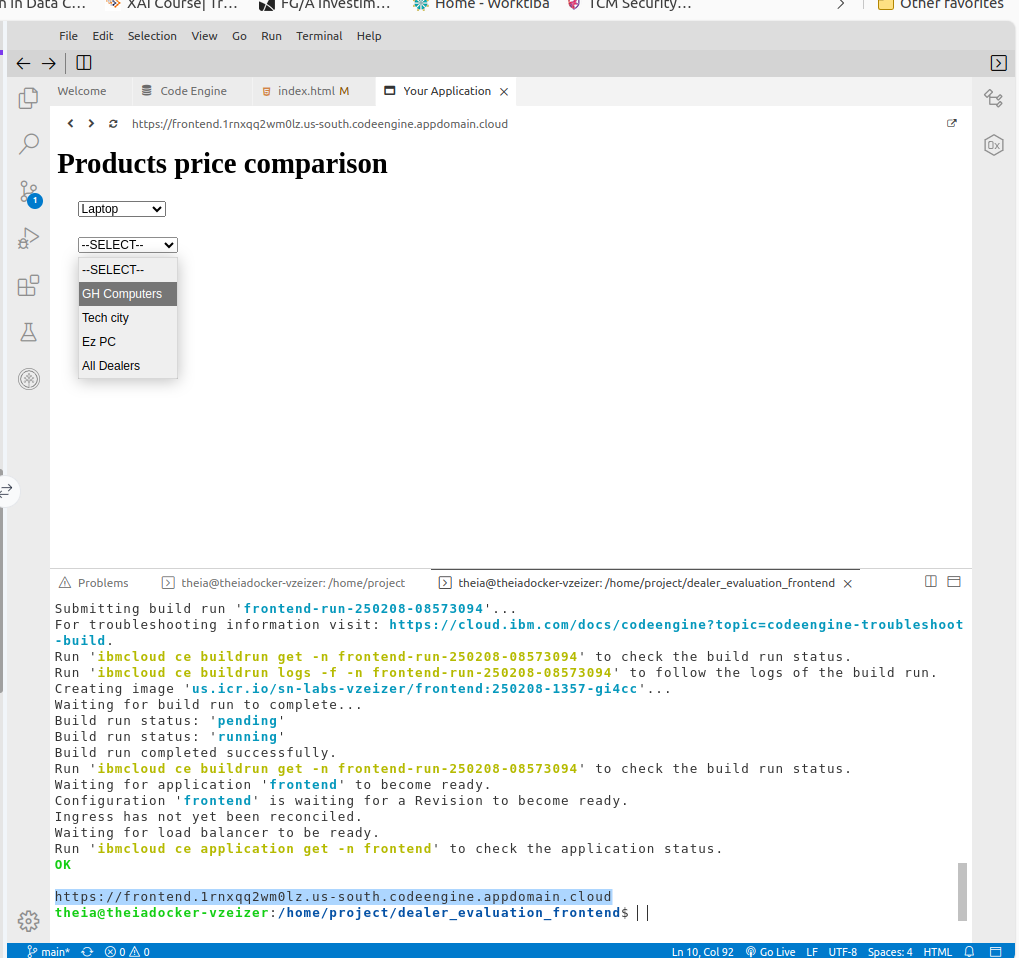 n in Data C... XAI Course| Tr... FG/A Investim... Home - Worktiba TCM Security... Other favorites
File Edit Selection View Go Run Terminal Help
Welcome Code Engine index.html M Your Application
https://frontend.1rnxqq2wm0lz.us-south.codeengine.appdomain.cloud
Products price comparison
Laptop
--SELECT--
--SELECT--
GH Computers
Tech city
Ez PC
All Dealers
1
0x
Problems theia@theiadocker-vzeizer: /home/project theia@theiadocker-vzeizer: /home/project/dealer_evaluation_frontend
Submitting build run 'frontend-run-250208-08573094'...
For troubleshooting information visit: https://cloud.ibm.com/docs/codeengine?topic=codeengine-troubleshoot
-build.
Run 'ibmcloud ce buildrun get -n frontend-run-250208-08573094' to check the build run status.
Run 'ibmcloud ce buildrun logs -f -n frontend-run-250208-08573094' to follow the logs of the build run.
Creating image 'us.icr.io/sn-labs-vzeizer/frontend:250208-1357-gi4cc'...
Waiting for build run to complete...
Build run status: 'pending'
Build run status: 'running'
Build run completed successfully.
Run 'ibmcloud ce buildrun get -n frontend-run-250208-08573094' to check the build run status.
Waiting for application 'frontend' to become ready.
Configuration 'frontend' is waiting for a Revision to become ready.
Ingress has not yet been reconciled.
Waiting for load balancer to be ready.
Run 'ibmcloud ce application get -n frontend' to check the application status.
OK
https://frontend.1rnxqq2wm0lz.us-south.codeengine.appdomain.cloud
theia@theiadocker-vzeizer:/home/project/dealer_evaluation_frontend$
main* 0 0 Ln 10, Col 92 Go Live LF UTF-8 Spaces: 4 HTML